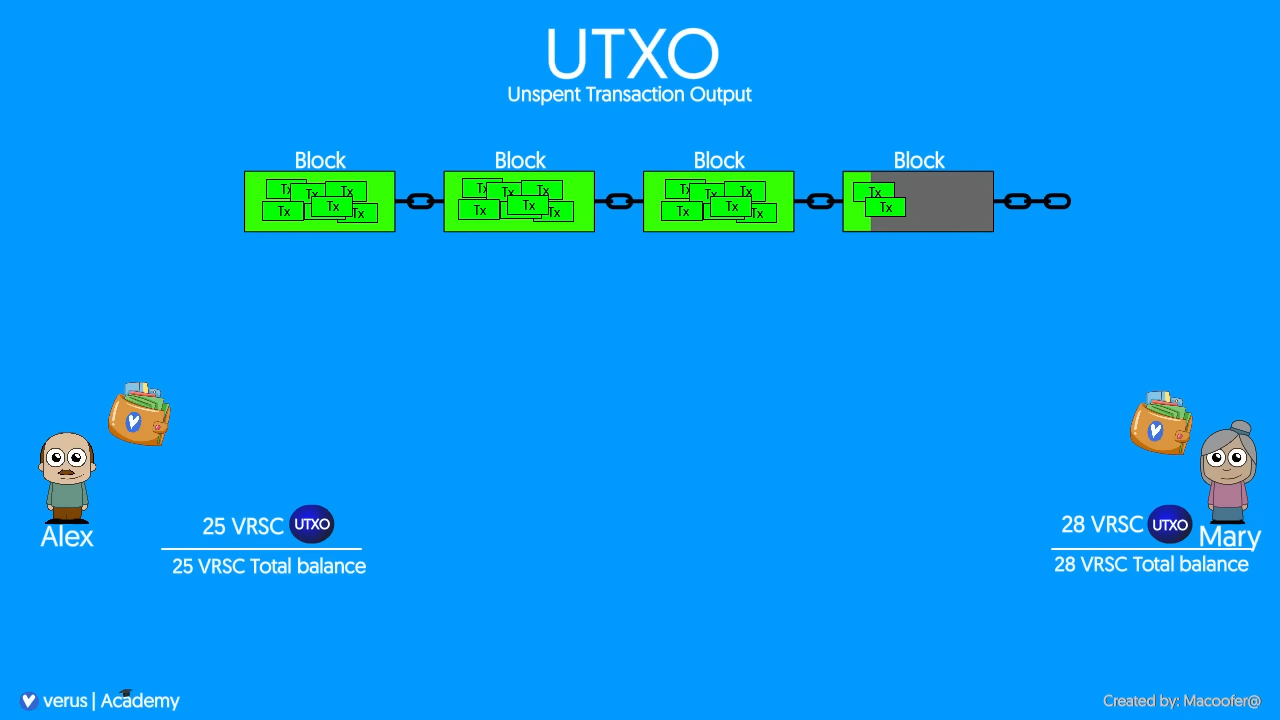 UTXO
Unspent Transaction Output
Block Block Block Block
Tx Tx Tx Tx Tx Tx
Tx Tx Tx Tx Tx Tx
Tx Tx Tx Tx Tx Tx
Tx Tx
Alex
25 VRSC UTXO
25 VRSC Total balance
28 VRSC UTXO
Mary
28 VRSC Total balance
verus | Academy
Created by: Macoofer@